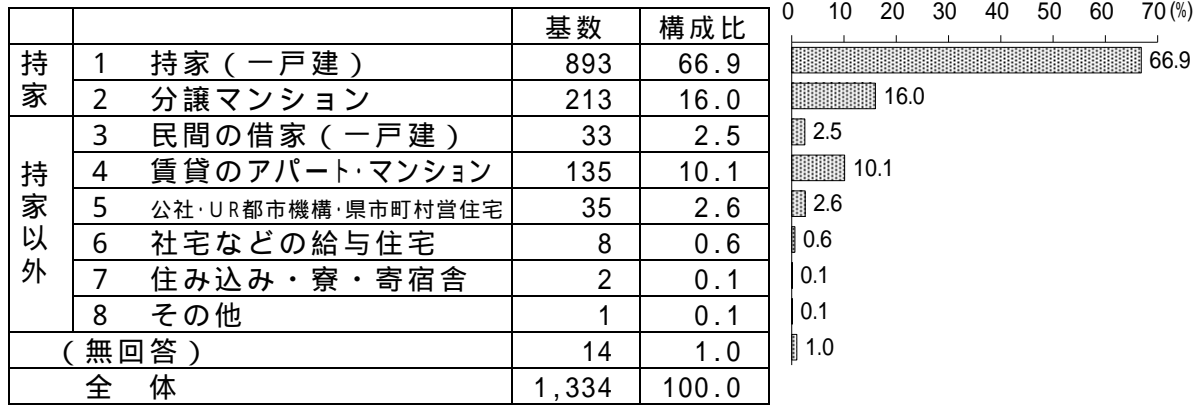 基数 構成比
持家 1 持家（一戸建） 893 66.9
2 分譲マンション 213 16.0
持家以外 3 民間の借家（一戸建） 33 2.5
4 賃貸のアパート・マンション 135 10.1
5 公社・UR都市機構・県市町村営住宅 35 2.6
6 社宅などの給与住宅 8 0.6
7 住み込み・寮・寄宿舎 2 0.1
8 その他 1 0.1
（無回答） 14 1.0
全体 1,334 100.0
0 10 20 30 40 50 60 70(%)
66.9
16.0
2.5
10.1
2.6
0.6
0.1
0.1
1.0